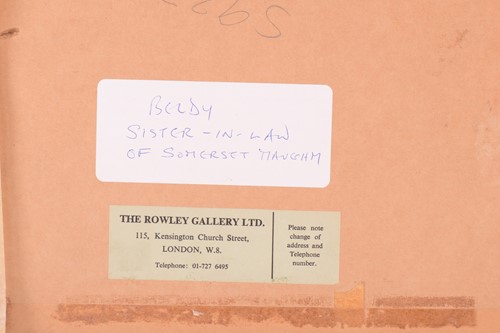 BELDY
SISTER-IN-LAW
OF SOMERSET MAUGHAM
THE ROWLEY GALLERY LTD.
115, Kensington Church Street,
LONDON, W.8.
Telephone: 01-727 6495
Please note
change of
address and
Telephone
number.